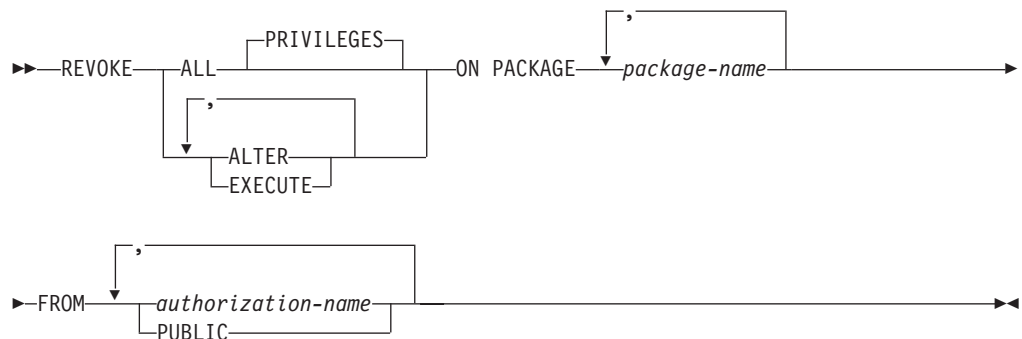 ,
PRIVILEGES
REVOKE ALL ON PACKAGE package-name
,
ALTER
EXECUTE
,
FROM authorization-name
PUBLIC